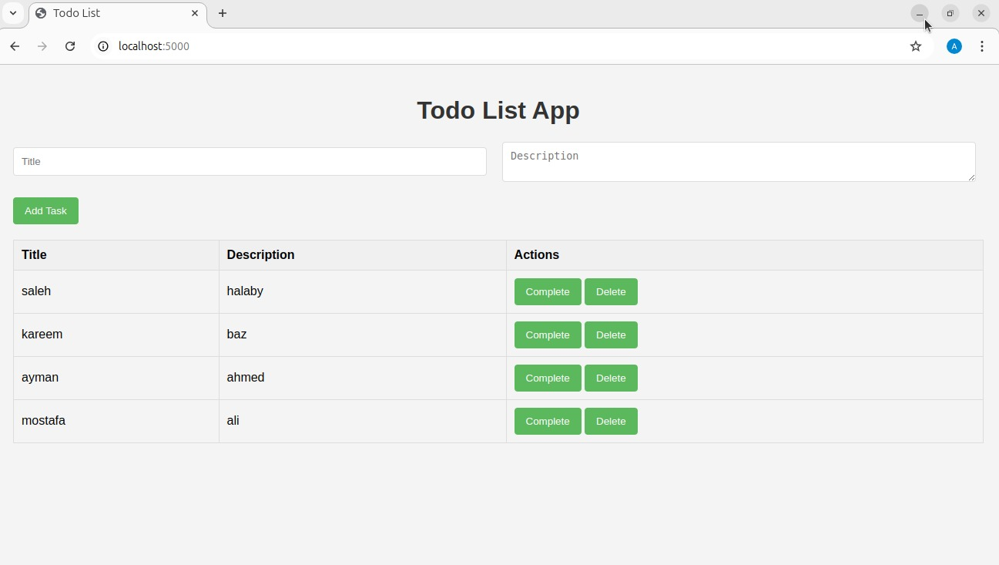 Todo List
localhost:5000
A
Todo List App
Title
Description
Add Task
Title Description Actions
saleh halaby Complete Delete
kareem baz Complete Delete
ayman ahmed Complete Delete
mostafa ali Complete Delete